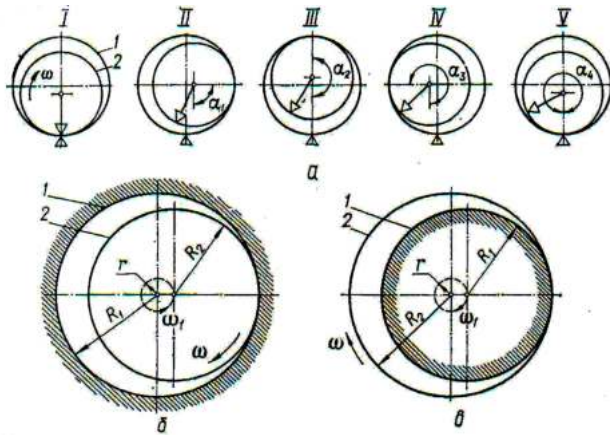 I II III IV V
1
2
ω α₁ α₂ α₃ α₄
а
1
2
r R₂
R₁ ω₁
ω
б
1
2
r R₁
R₂ ω₁
ω
в